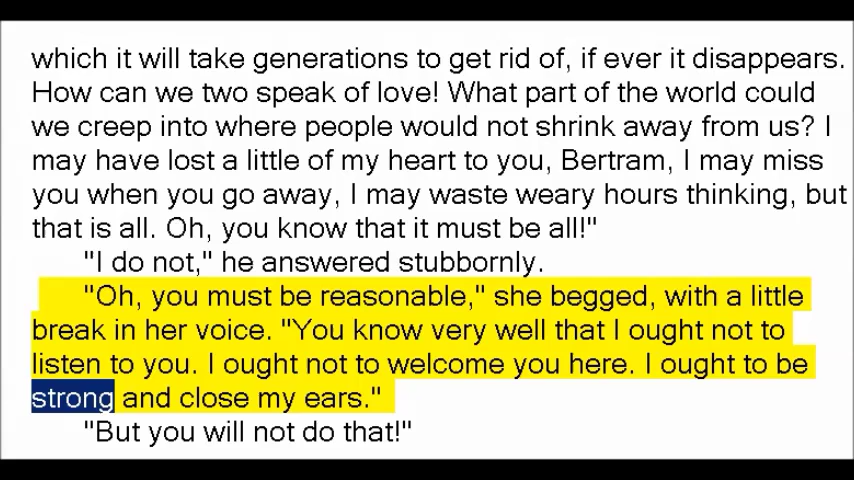 which it will take generations to get rid of, if ever it disappears.
How can we two speak of love! What part of the world could
we creep into where people would not shrink away from us? I
may have lost a little of my heart to you, Bertram, I may miss
you when you go away, I may waste weary hours thinking, but
that is all. Oh, you know that it must be all!"
"I do not," he answered stubbornly.
"Oh, you must be reasonable," she begged, with a little
break in her voice. "You know very well that I ought not to
listen to you. I ought not to welcome you here. I ought to be
strong and close my ears."
"But you will not do that!"